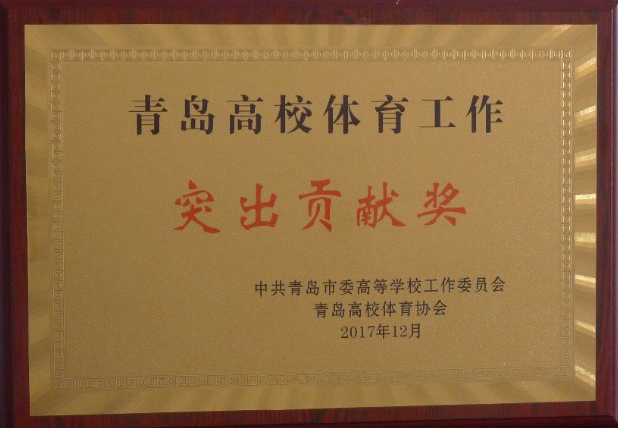 青岛高校体育工作
突出贡献奖
中共青岛市委高等学校工作委员会
青岛高校体育协会
2017年12月